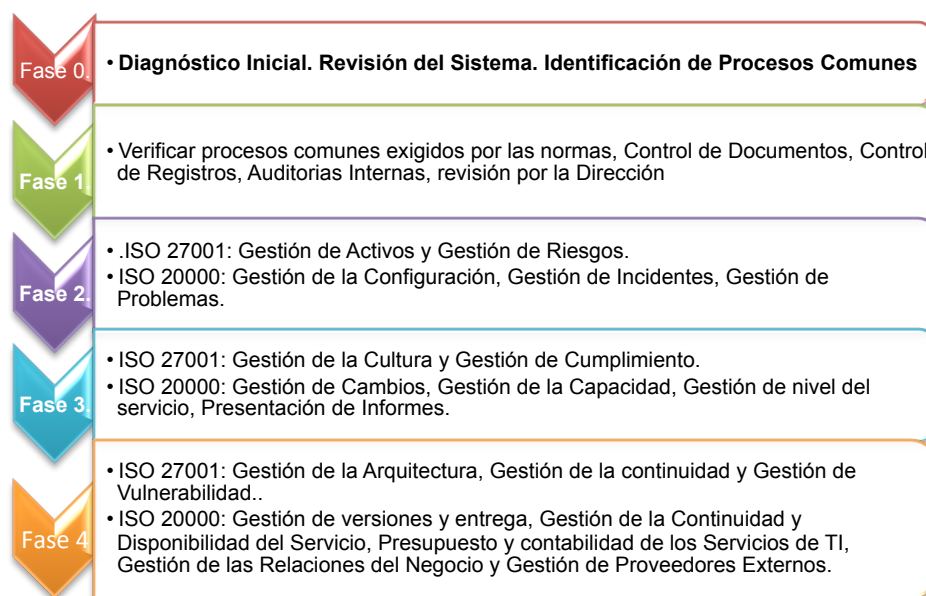 Fase 0.
• Diagnóstico Inicial. Revisión del Sistema. Identificación de Procesos Comunes
Fase 1.
• Verificar procesos comunes exigidos por las normas, Control de Documentos, Control
de Registros, Auditorias Internas, revisión por la Dirección
Fase 2.
• .ISO 27001: Gestión de Activos y Gestión de Riesgos.
• ISO 20000: Gestión de la Configuración, Gestión de Incidentes, Gestión de
Problemas.
Fase 3.
• ISO 27001: Gestión de la Cultura y Gestión de Cumplimiento.
• ISO 20000: Gestión de Cambios, Gestión de la Capacidad, Gestión de nivel del
servicio, Presentación de Informes.
Fase 4
• ISO 27001: Gestión de la Arquitectura, Gestión de la continuidad y Gestión de
Vulnerabilidad..
• ISO 20000: Gestión de versiones y entrega, Gestión de la Continuidad y
Disponibilidad del Servicio, Presupuesto y contabilidad de los Servicios de TI,
Gestión de las Relaciones del Negocio y Gestión de Proveedores Externos.